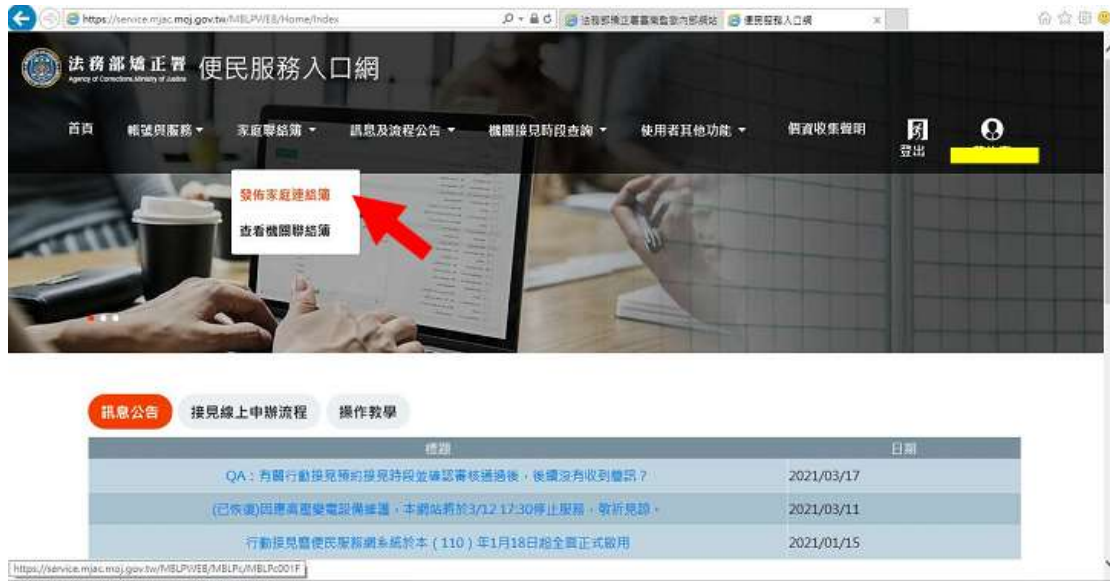 https://service.mjac.moj.gov.tw/MBLPWEB/Home/Index
便民服務入口網
法務部矯正署 便民服務入口網
Agency of Corrections, Ministry of Justice
首頁 帳號與服務 家庭聯絡簿 訊息及流程公告 機關接見時段查詢 使用者其他功能 個資收集聲明
登出
發佈家庭連絡簿
查看機關聯絡簿
訊息公告 接見線上申辦流程 操作教學
標題 日期
QA：有關行動接見預約接見時段並確認審核通過後，後續沒有收到簡訊？ 2021/03/17
(已恢復)因應高壓變電設備維護，本網站將於3/12 17:30停止服務，敬祈見諒。 2021/03/11
行動接見暨便民服務網系統於本（110）年1月18日起全面正式啟用 2021/01/15
https://service.mjac.moj.gov.tw/MBLPWEB/MBLPc/MBLPc001F